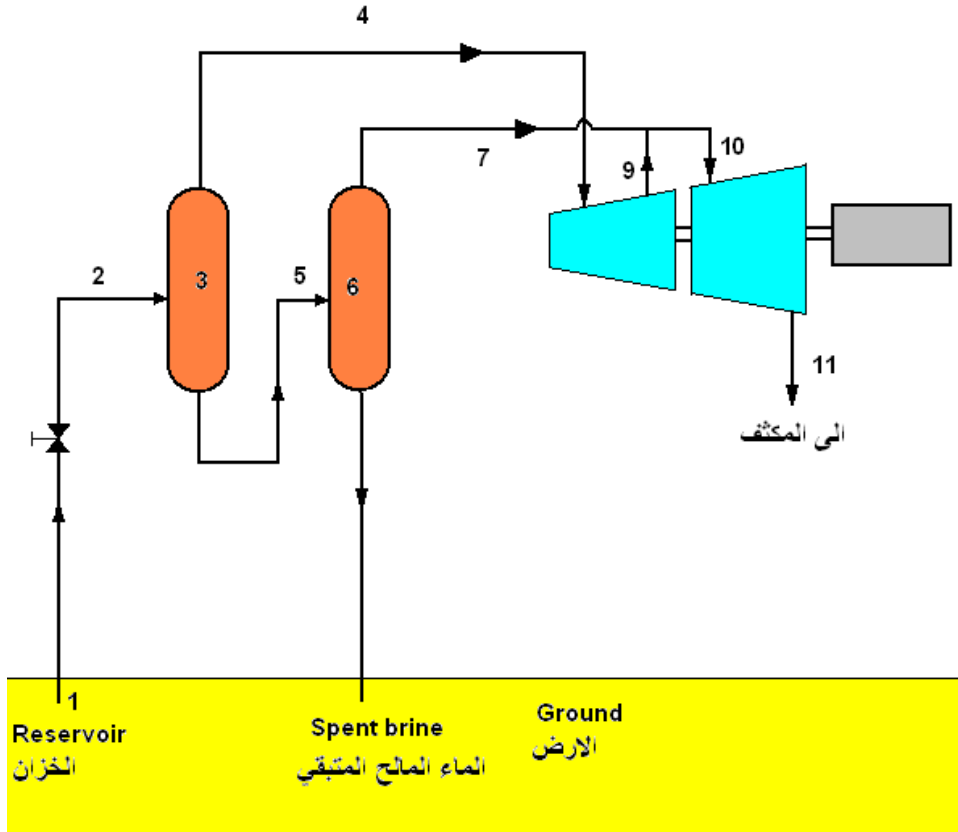 4
7
9
10
2
3
5
6
11
الى المكثف
1
Reservoir
الخزان
Spent brine
الماء المالح المتبقي
Ground
الارض